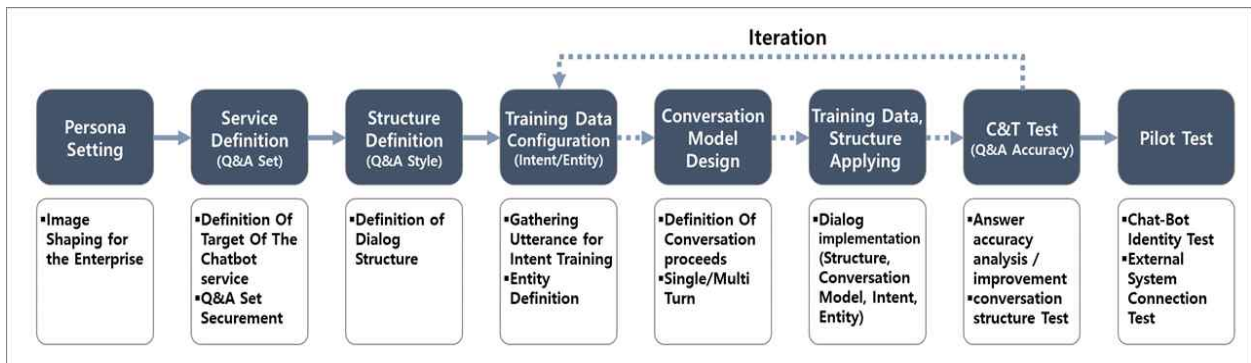 Iteration
Persona
Setting
Service
Definition
(Q&A Set)
Structure
Definition
(Q&A Style)
Training Data
Configuration
(Intent/Entity)
Conversation
Model
Design
Training Data,
Structure
Applying
C&T Test
(Q&A Accuracy)
Pilot Test
▪Image
Shaping for
the Enterprise
▪Definition Of
Target Of The
Chatbot
service
▪Q&A Set
Securement
▪Definition of
Dialog
Structure
▪Gathering
Utterance for
Intent Training
▪Entity
Definition
▪Definition Of
Conversation
proceeds
▪Single/Multi
Turn
▪Dialog
implementation
(Structure,
Conversation
Model, Intent,
Entity)
▪Answer
accuracy
analysis /
improvement
▪conversation
structure Test
▪Chat-Bot
Identity Test
▪External
System
Connection
Test